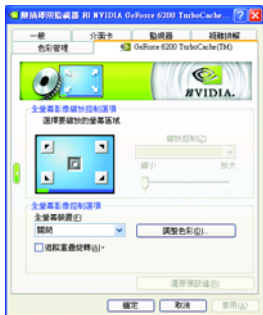 隨插即用監視器 和 NVIDIA GeForce 6200 TurboCache...
一般
介面卡
監視器
疑難排解
色彩管理
GeForce 6200 TurboCache(TM)
NVIDIA.
全螢幕影像縮放控制選項
選擇要縮放的螢幕區域
縮放控制(C)
縮小
放大
全螢幕影像控制選項
全螢幕裝置(F)
關閉
調整色彩(D)...
追蹤重疊旋轉(A)-
還原預設值(S)
確定
取消
套用(A)